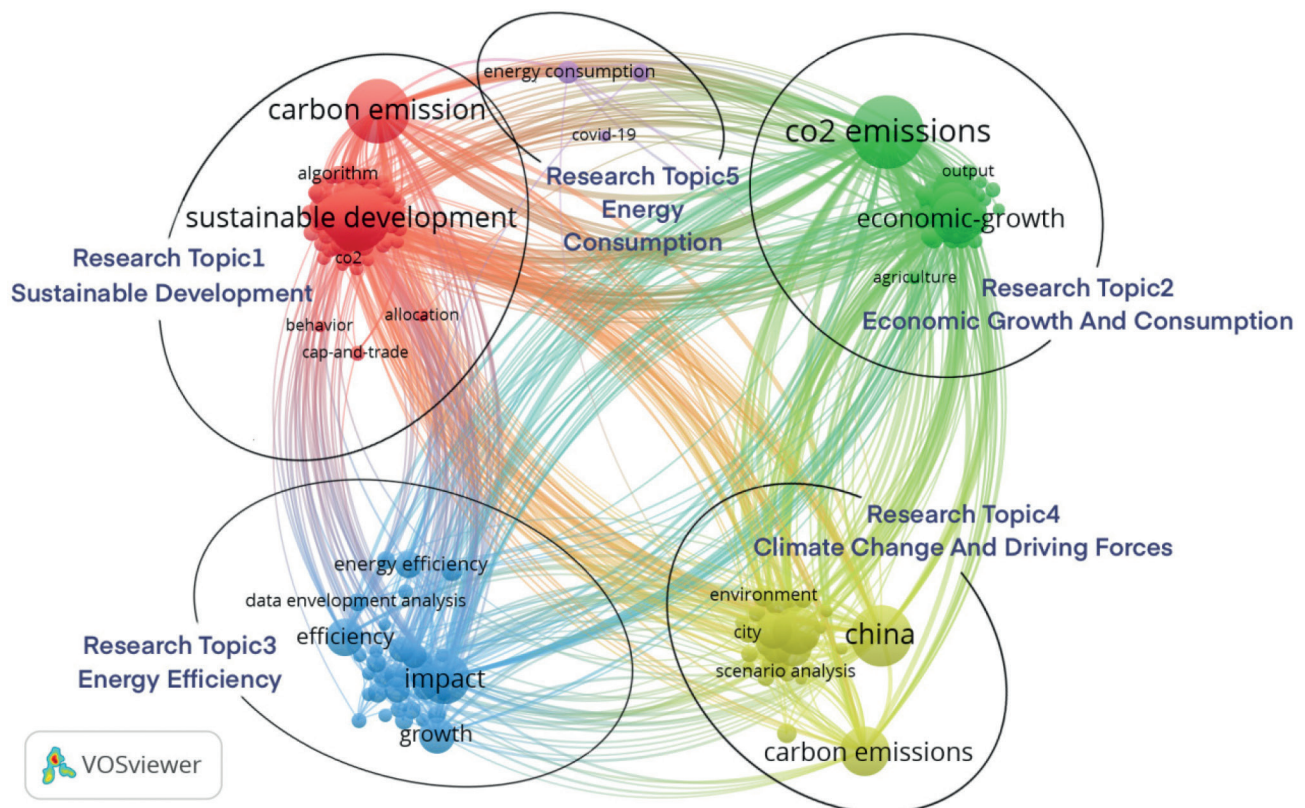 energy consumption
carbon emission
co2 emissions
covid-19
algorithm
output
Research Topic5
Energy
Consumption
sustainable development
economic-growth
co2
Research Topic1
Sustainable Development
agriculture
Research Topic2
Economic Growth And Consumption
allocation
behavior
cap-and-trade
Research Topic4
Climate Change And Driving Forces
energy efficiency
data envelopment analysis
environment
efficiency
city
china
Research Topic3
Energy Efficiency
scenario analysis
impact
growth
carbon emissions
VOSviewer